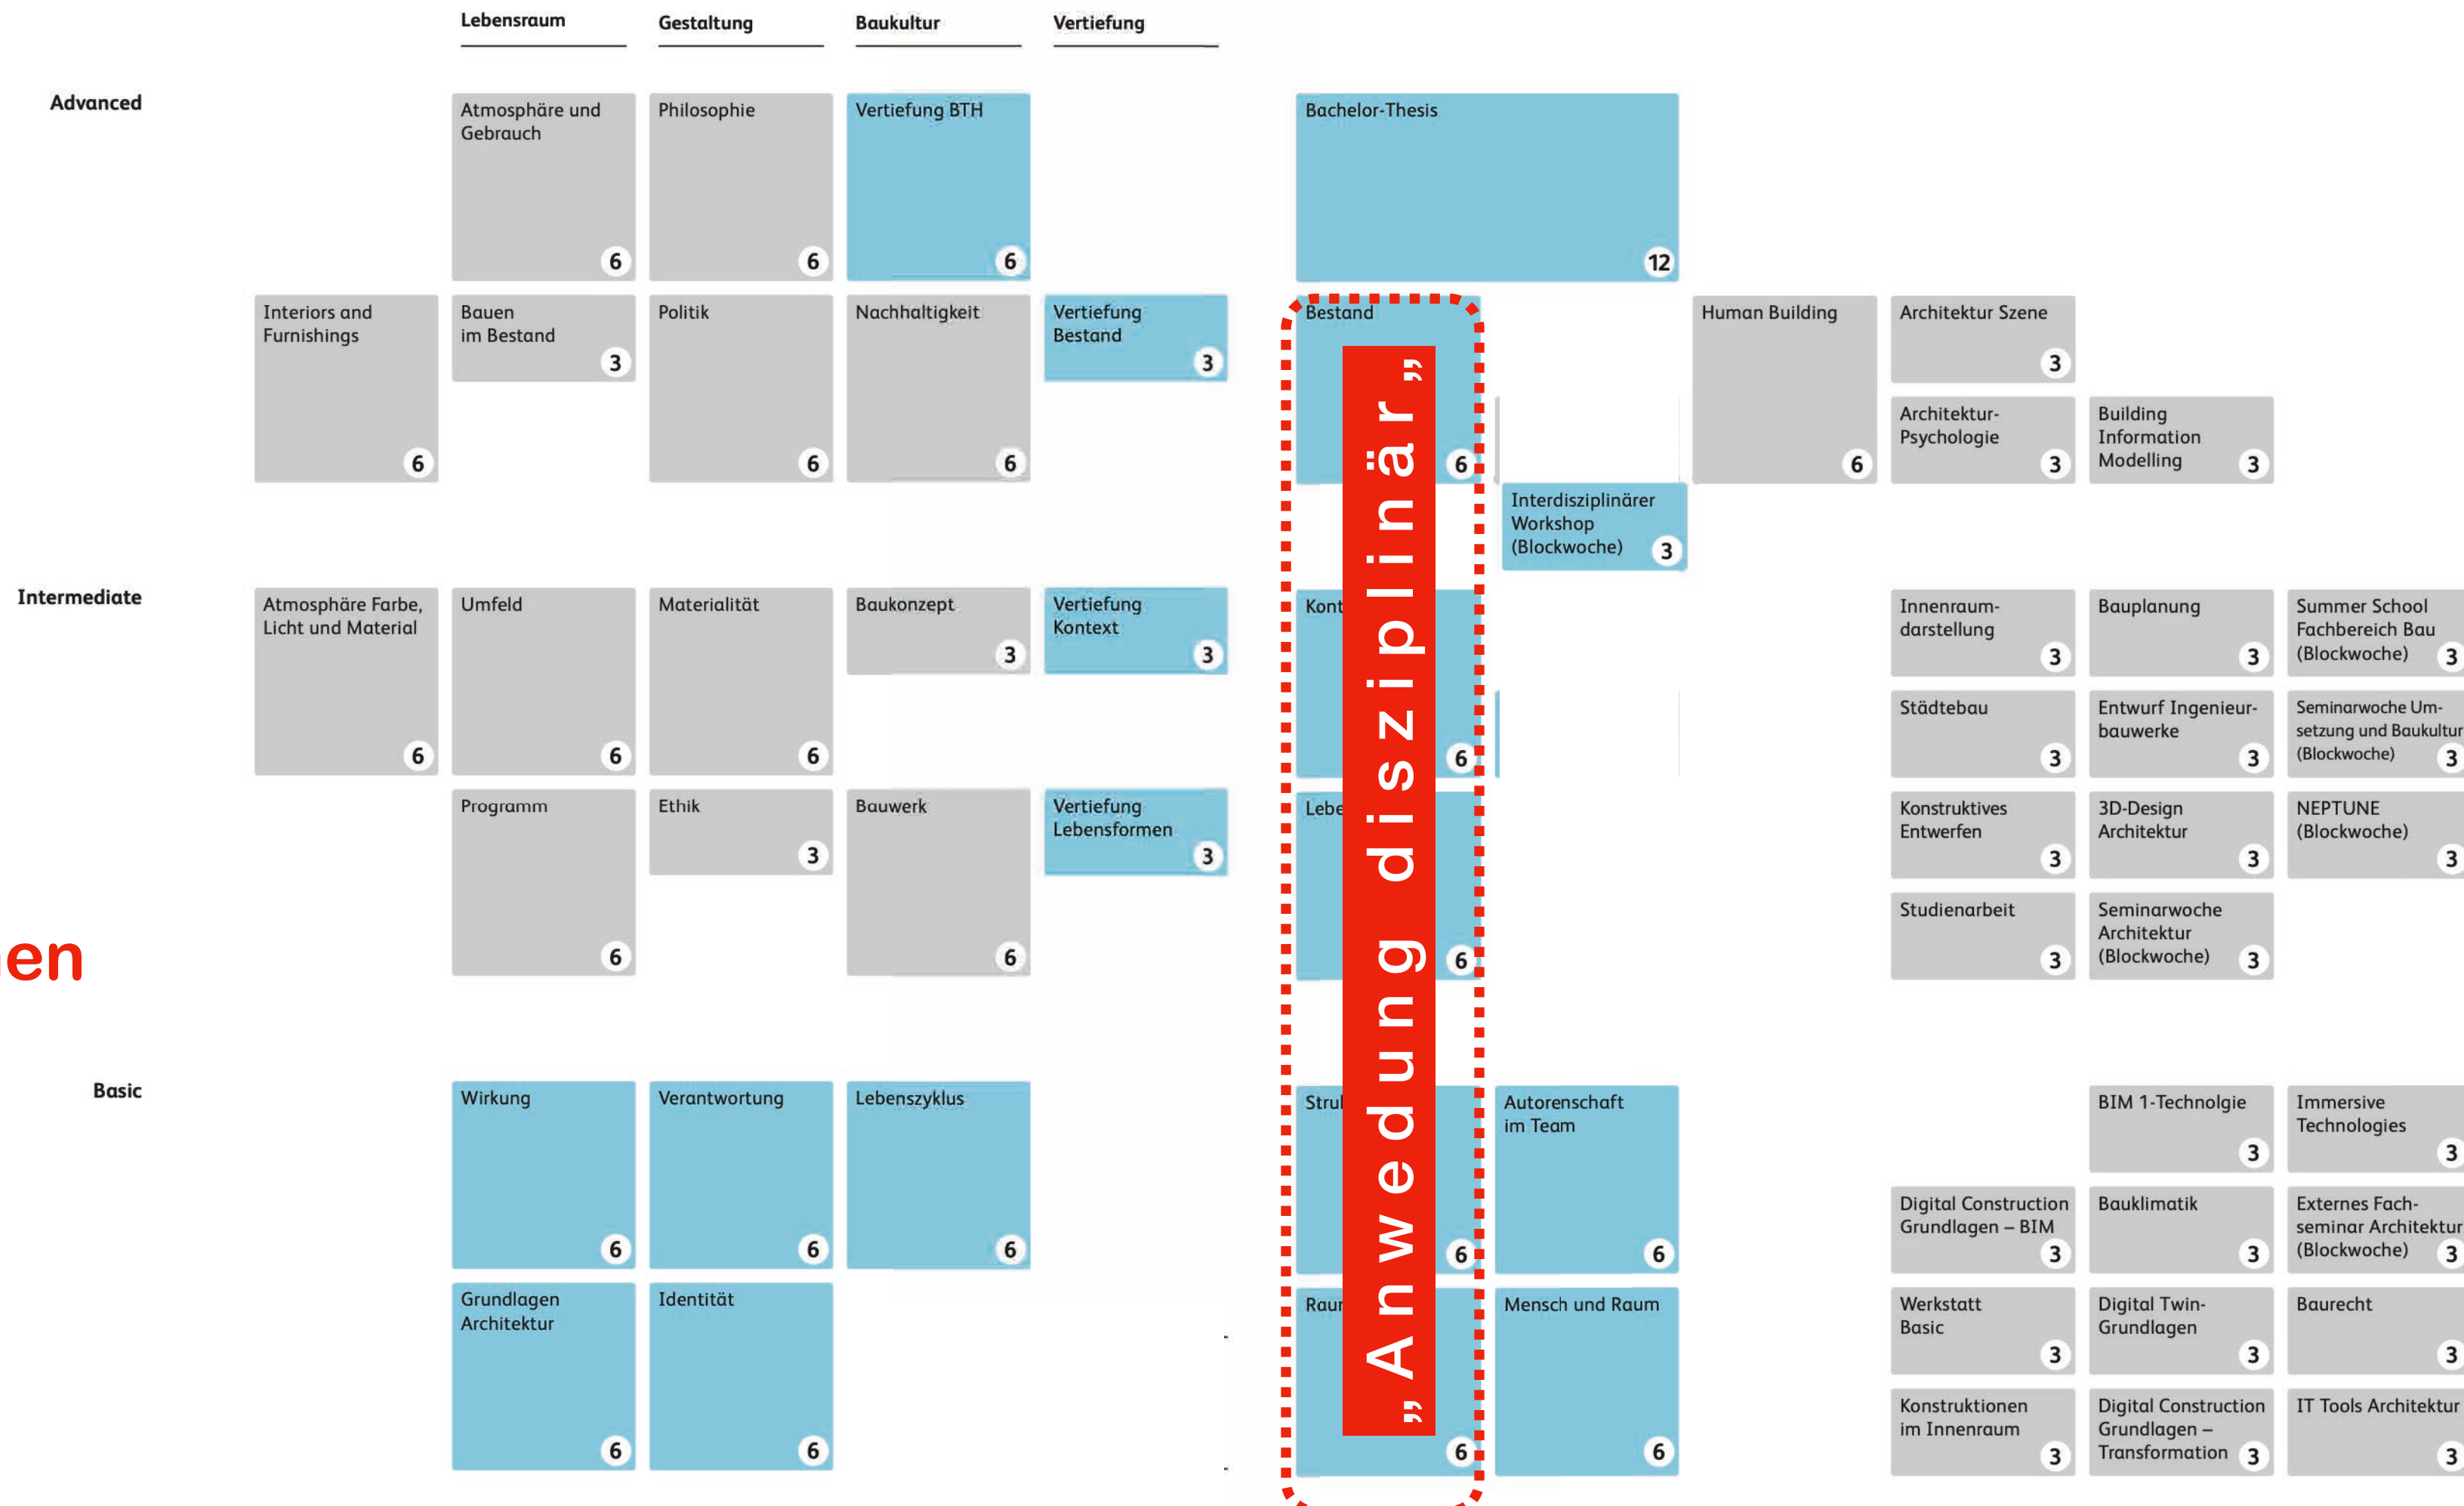 Lebensraum
Gestaltung
Baukultur
Vertiefung
Advanced
Atmosphäre und
Gebrauch
6
Philosophie
6
Vertiefung BTH
6
Bachelor-Thesis
12
Interiors and
Furnishings
6
Bauen
im Bestand
3
Politik
6
Nachhaltigkeit
6
Vertiefung
Bestand
3
Bestand
6
Interdisziplinärer
Workshop
(Blockwoche)
3
Human Building
6
Architektur Szene
3
Architektur-
Psychologie
3
Building
Information
Modelling
3
Intermediate
Atmosphäre Farbe,
Licht und Material
6
Umfeld
6
Materialität
6
Baukonzept
3
Vertiefung
Kontext
3
Kont
6
Innenraum-
darstellung
3
Bauplanung
3
Summer School
Fachbereich Bau
(Blockwoche)
3
Städtebau
3
Entwurf Ingenieur-
bauwerke
3
Seminarwoche Um-
setzung und Baukultur
(Blockwoche)
3
Programm
6
Ethik
3
Bauwerk
6
Vertiefung
Lebensformen
3
Lebe
6
Konstruktives
Entwerfen
3
3D-Design
Architektur
3
NEPTUNE
(Blockwoche)
3
Studienarbeit
3
Seminarwoche
Architektur
(Blockwoche)
3
en
„Anwedung disziplinär„
Basic
Wirkung
6
Verantwortung
6
Lebenszyklus
6
Stru
6
Autorenschaft
im Team
6
BIM 1-Technolgie
3
Immersive
Technologies
3
Digital Construction
Grundlagen – BIM
3
Bauklimatik
3
Externes Fach-
seminar Architektur
(Blockwoche)
3
Grundlagen
Architektur
6
Identität
6
Rau
6
Mensch und Raum
6
Werkstatt
Basic
3
Digital Twin-
Grundlagen
3
Baurecht
3
Konstruktionen
im Innenraum
3
Digital Construction
Grundlagen –
Transformation
3
IT Tools Architektur
3